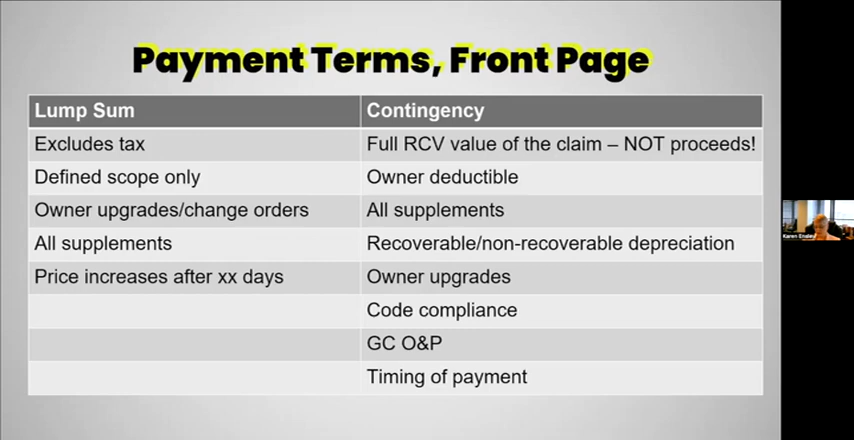 Payment Terms, Front Page
Lump Sum
Contingency
Excludes tax
Full RCV value of the claim – NOT proceeds!
Defined scope only
Owner deductible
Owner upgrades/change orders
All supplements
All supplements
Recoverable/non-recoverable depreciation
Price increases after xx days
Owner upgrades
Code compliance
GC O&P
Timing of payment
Karen Ensley